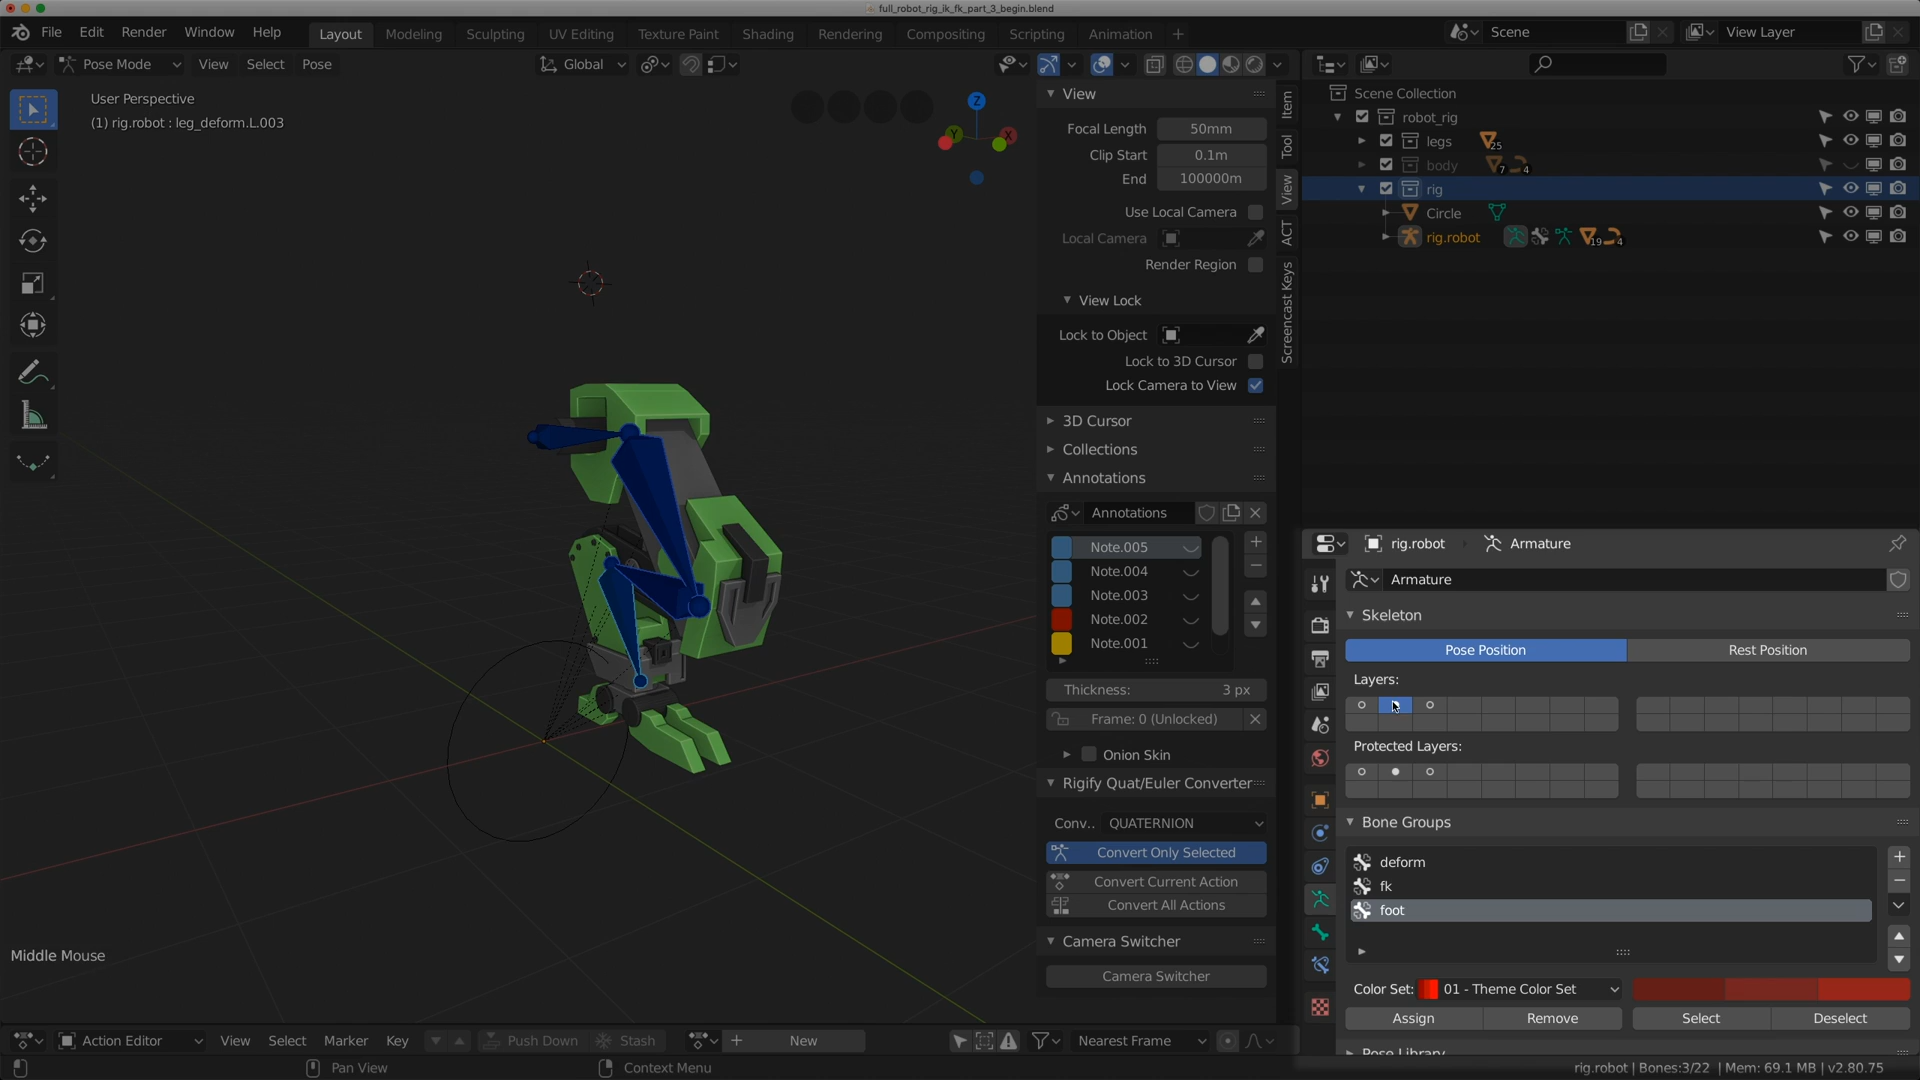 full_robot_rig_ik_fk_part_3_begin.blend
File Edit Render Window Help Layout Modeling Sculpting UV Editing Texture Paint Shading Rendering Compositing Scripting Animation + Scene View Layer
Pose Mode View Select Pose Global
User Perspective
(1) rig.robot : leg_deform.L.003
Z
Y
X
Middle Mouse
View
Focal Length 50mm
Clip Start 0.1m
End 100000m
Use Local Camera
Local Camera
Render Region
View Lock
Lock to Object
Lock to 3D Cursor
Lock Camera to View
3D Cursor
Collections
Annotations
Annotations
Note.005
Note.004
Note.003
Note.002
Note.001
Thickness: 3 px
Frame: 0 (Unlocked)
Onion Skin
Rigify Quat/Euler Converter
Conv.. QUATERNION
Convert Only Selected
Convert Current Action
Convert All Actions
Camera Switcher
Camera Switcher
Item
Tool
View
ACT
Screencast Keys
Scene Collection
robot_rig
legs 25
body 7 4
rig
Circle
rig.robot 19 4
rig.robot Armature
Armature
Skeleton
Pose Position Rest Position
Layers:
Protected Layers:
Bone Groups
deform
fk
foot
Color Set: 01 - Theme Color Set
Assign Remove Select Deselect
Pose Library
Action Editor View Select Marker Key Push Down Stash New Nearest Frame
Pan View Context Menu rig.robot | Bones:3/22 | Mem: 69.1 MB | v2.80.75